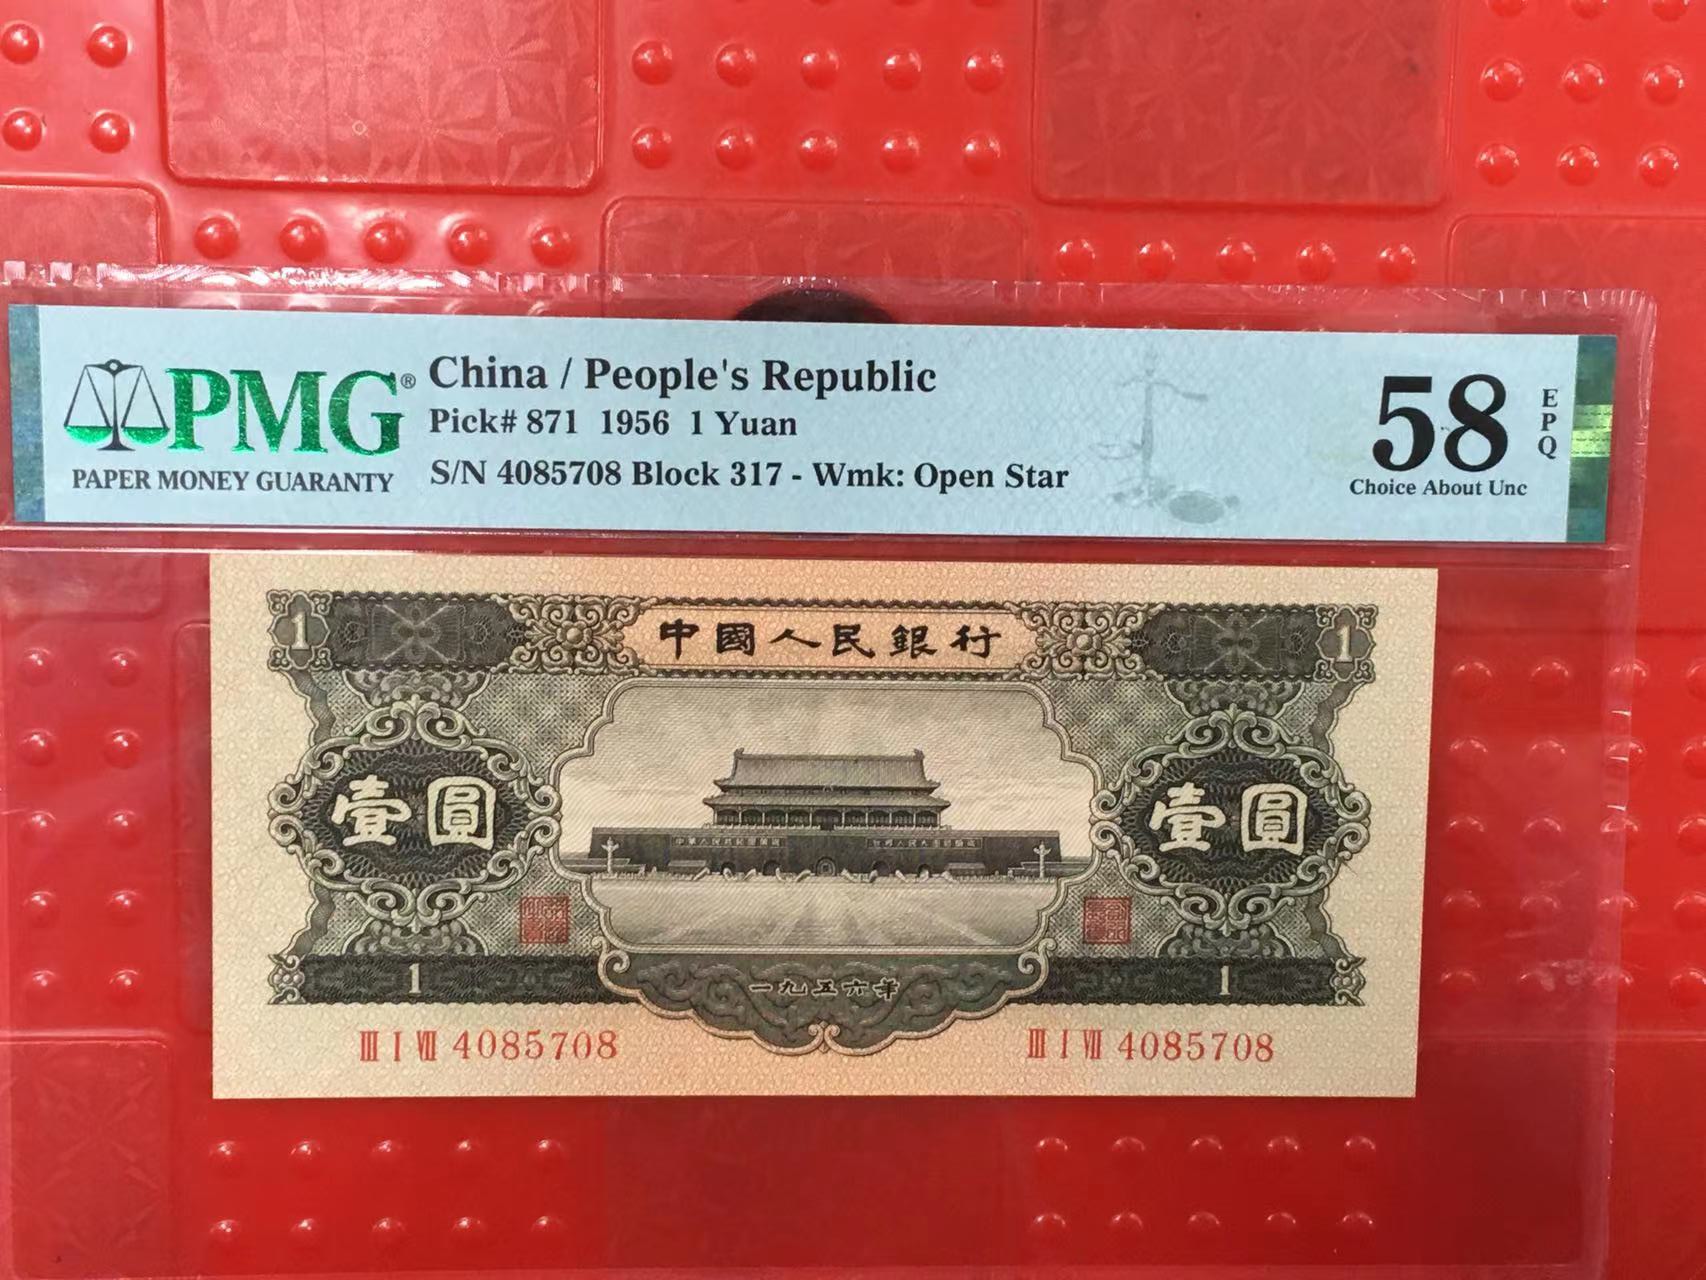 PMG®
PAPER MONEY GUARANTY
China / People's Republic
Pick# 871 1956 1 Yuan
S/N 4085708 Block 317 - Wmk: Open Star
58
EPQ
Choice About Unc
1
中國人民銀行
1
壹圓
壹圓
1
一九五六年
1
Ⅲ Ⅰ Ⅶ 4085708
Ⅲ Ⅰ Ⅶ 4085708